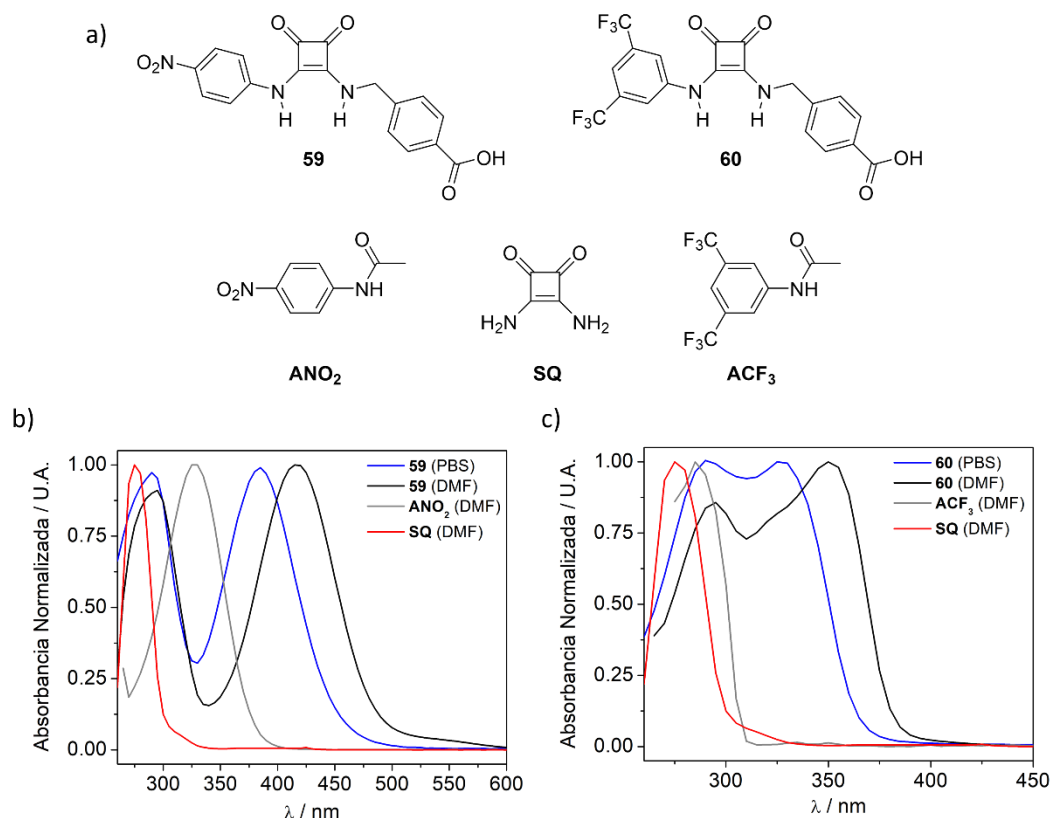 a)
O O
NO₂
N
H
N
H
OH
O
59
F₃C
O O
F₃C
N
H
N
H
OH
O
60
O
O₂N
NH
ANO₂
O O
H₂N NH₂
SQ
CF₃
O
NH
F₃C
ACF₃
b)
Absorbancia Normalizada / U.A.
1.00
0.75
0.50
0.25
0.00
59 (PBS)
59 (DMF)
ANO₂ (DMF)
SQ (DMF)
300 350 400 450 500 550 600
λ / nm
c)
Absorbancia Normalizada / U.A.
1.00
0.75
0.50
0.25
0.00
60 (PBS)
60 (DMF)
ACF₃ (DMF)
SQ (DMF)
300 350 400 450
λ / nm